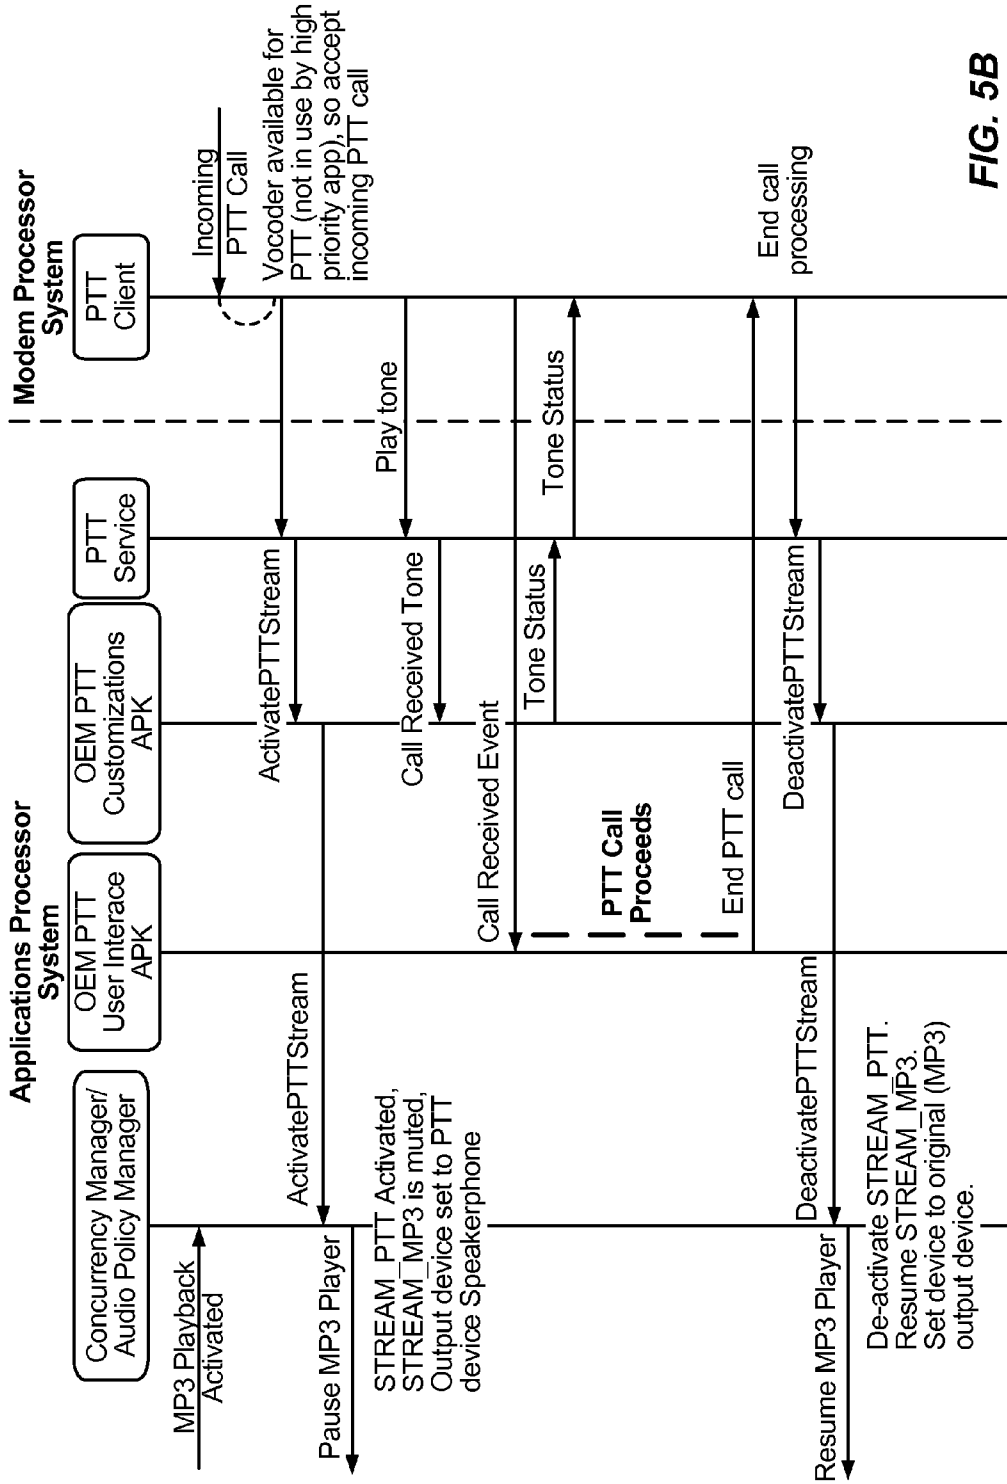 Applications Processor
System
Modem Processor
System
Concurrency Manager/
Audio Policy Manager
OEM PTT
User Interace
APK
OEM PTT
Customizations
APK
PTT
Service
PTT
Client
MP3 Playback
Activated
Incoming
PTT Call
Vocoder available for
PTT (not in use by high
priority app), so accept
incoming PTT call
ActivatePTTStream
ActivatePTTStream
Pause MP3 Player
STREAM_PTT Activated,
STREAM_MP3 is muted,
Output device set to PTT
device Speakerphone
Play tone
Call Received Tone
Call Received Event
Tone Status
Tone Status
PTT Call
Proceeds
End PTT call
End call
processing
DeactivatePTTStream
DeactivatePTTStream
Resume MP3 Player
De-activate STREAM_PTT.
Resume STREAM_MP3.
Set device to original (MP3)
output device.
FIG. 5B